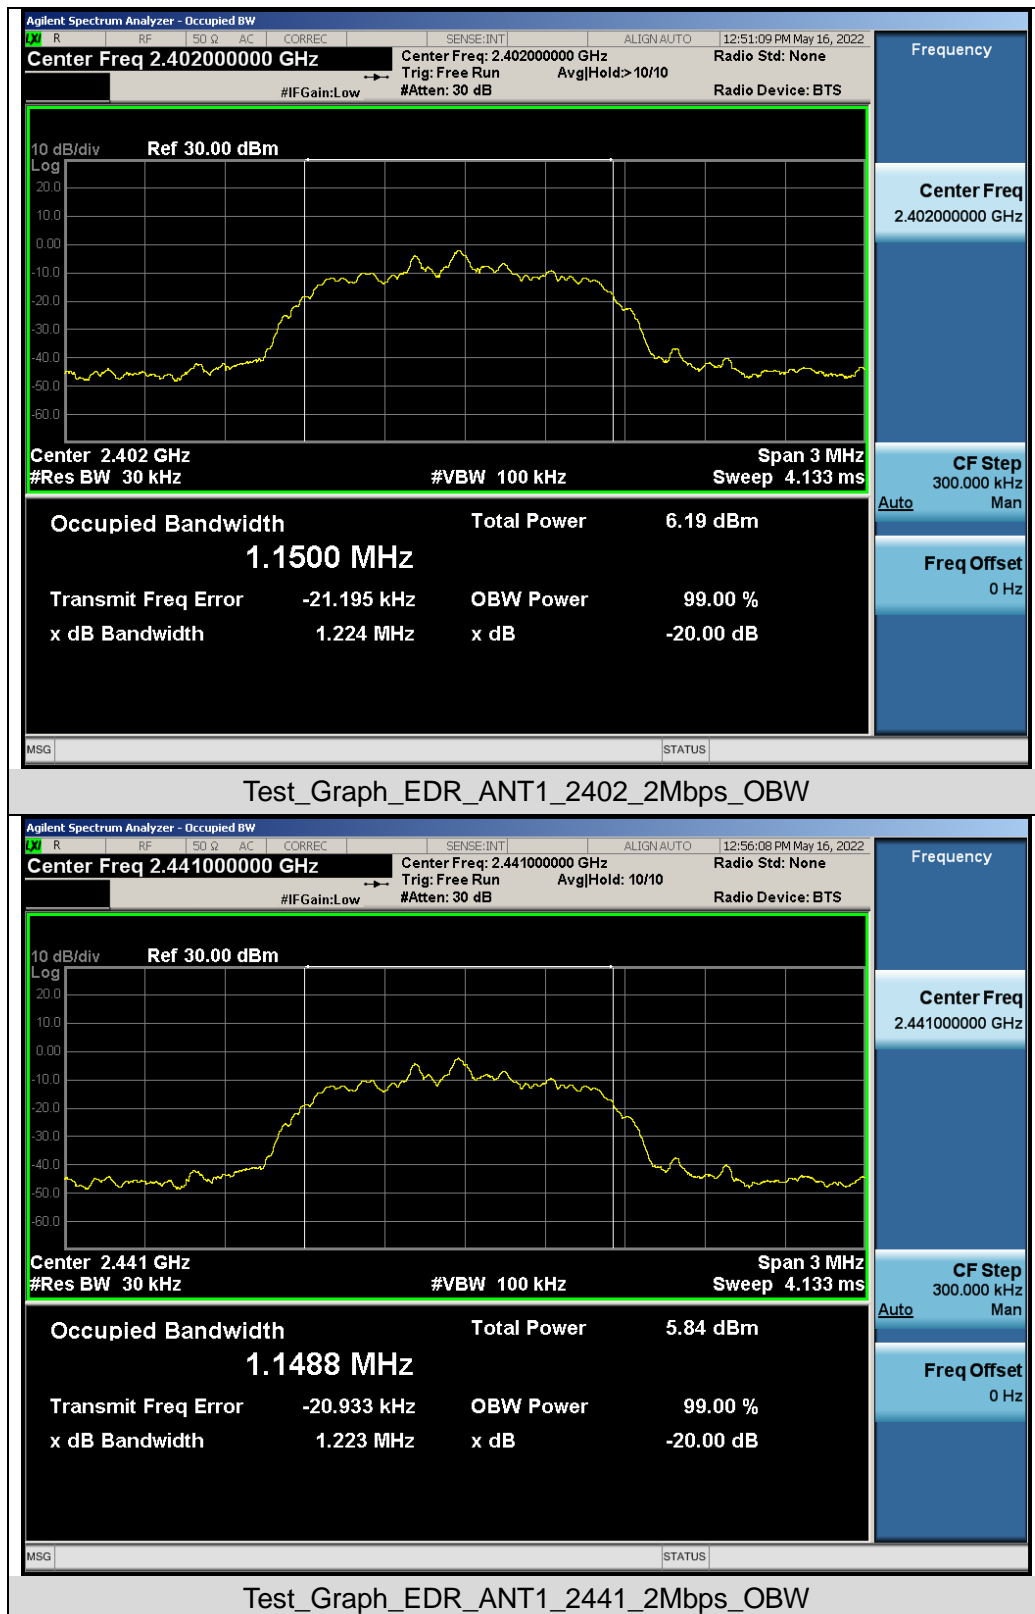 Agilent Spectrum Analyzer - Occupied BW
LXI R RF 50 Ω AC CORREC SENSE:INT ALIGN AUTO 12:51:09 PM May 16, 2022
Center Freq 2.402000000 GHz Center Freq: 2.402000000 GHz Radio Std: None Frequency
Trig: Free Run Avg|Hold:> 10/10
#IFGain:Low #Atten: 30 dB Radio Device: BTS
10 dB/div Ref 30.00 dBm
Log
20.0
10.0
0.00
-10.0
-20.0
-30.0
-40.0
-50.0
-60.0
Center Freq
2.402000000 GHz
Center 2.402 GHz Span 3 MHz
#Res BW 30 kHz #VBW 100 kHz Sweep 4.133 ms
CF Step
300.000 kHz
Auto Man
Occupied Bandwidth Total Power 6.19 dBm
1.1500 MHz
Freq Offset
0 Hz
Transmit Freq Error -21.195 kHz OBW Power 99.00 %
x dB Bandwidth 1.224 MHz x dB -20.00 dB
MSG STATUS
Test_Graph_EDR_ANT1_2402_2Mbps_OBW
Agilent Spectrum Analyzer - Occupied BW
LXI R RF 50 Ω AC CORREC SENSE:INT ALIGN AUTO 12:56:08 PM May 16, 2022
Center Freq 2.441000000 GHz Center Freq: 2.441000000 GHz Radio Std: None Frequency
Trig: Free Run Avg|Hold: 10/10
#IFGain:Low #Atten: 30 dB Radio Device: BTS
10 dB/div Ref 30.00 dBm
Log
20.0
10.0
0.00
-10.0
-20.0
-30.0
-40.0
-50.0
-60.0
Center Freq
2.441000000 GHz
Center 2.441 GHz Span 3 MHz
#Res BW 30 kHz #VBW 100 kHz Sweep 4.133 ms
CF Step
300.000 kHz
Auto Man
Occupied Bandwidth Total Power 5.84 dBm
1.1488 MHz
Freq Offset
0 Hz
Transmit Freq Error -20.933 kHz OBW Power 99.00 %
x dB Bandwidth 1.223 MHz x dB -20.00 dB
MSG STATUS
Test_Graph_EDR_ANT1_2441_2Mbps_OBW